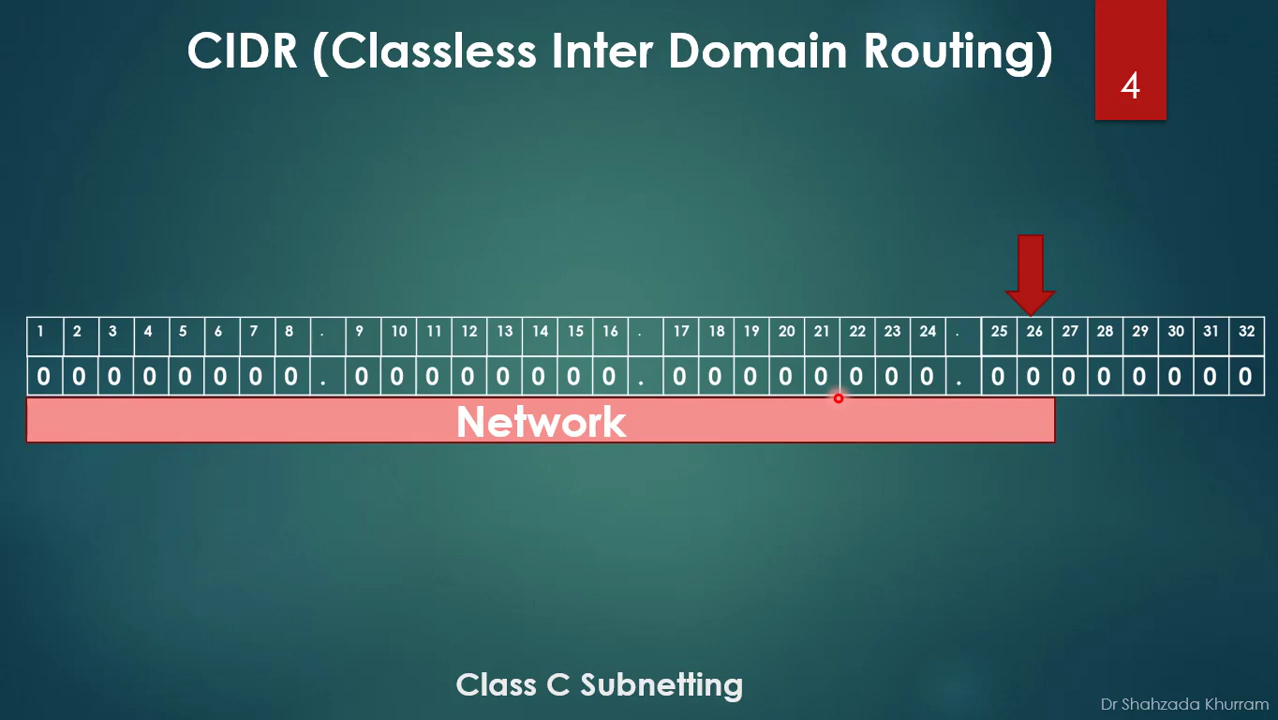 CIDR (Classless Inter Domain Routing)
4
1 2 3 4 5 6 7 8 . 9 10 11 12 13 14 15 16 . 17 18 19 20 21 22 23 24 . 25 26 27 28 29 30 31 32
0 0 0 0 0 0 0 0 . 0 0 0 0 0 0 0 0 . 0 0 0 0 0 0 0 0 . 0 0 0 0 0 0 0 0
Network
Class C Subnetting
Dr Shahzada Khurram